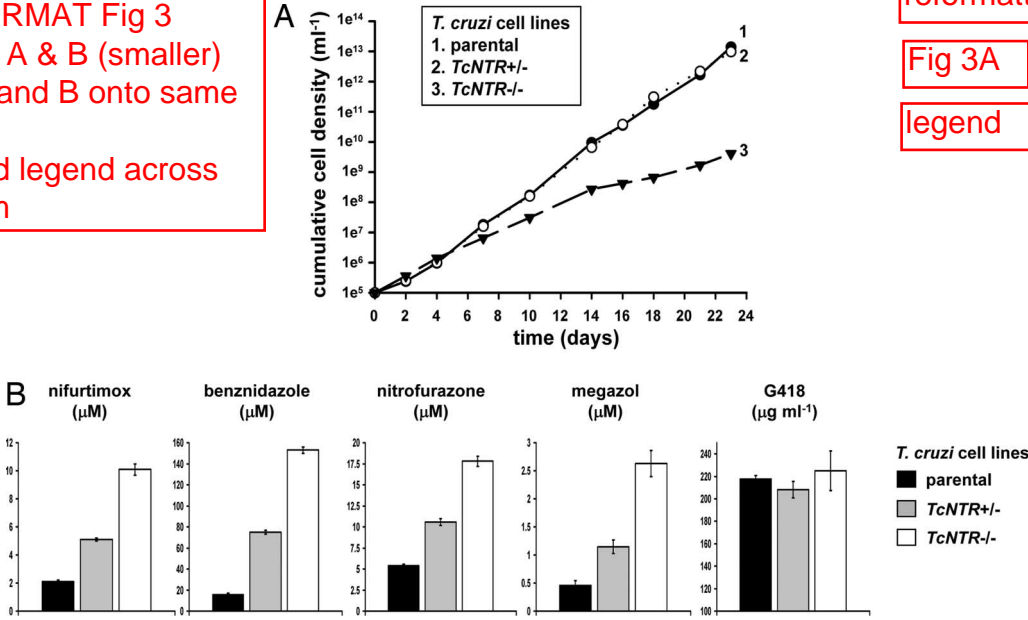 RMAT Fig 3
A & B (smaller)
and B onto same
d legend across
Fig 3A
legend
A
cumulative cell density (ml-1)
1e14
1e13
1e12
1e11
1e10
1e9
1e8
1e7
1e6
1e5
T. cruzi cell lines
1. parental
2. TcNTR+/-
3. TcNTR-/-
1
2
3
0 2 4 6 8 10 12 14 16 18 20 22 24
time (days)
B
nifurtimox
(µM)
12
10
8
6
4
2
0
benznidazole
(µM)
160
140
120
100
80
60
40
20
0
nitrofurazone
(µM)
20
17.5
15
12.5
10
7.5
5
2.5
0
megazol
(µM)
3
2.5
2
1.5
1
0.5
0
G418
(µg ml-1)
240
220
200
180
160
140
120
100
T. cruzi cell lines
parental
TcNTR+/-
TcNTR-/-